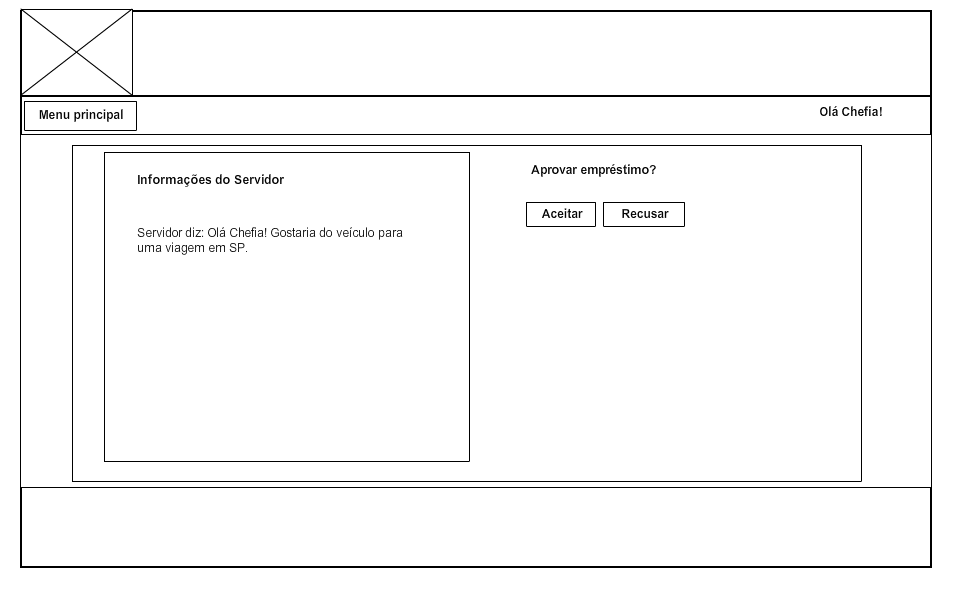 Menu principal
Olá Chefia!
Informações do Servidor
Servidor diz: Olá Chefia! Gostaria do veículo para
uma viagem em SP.
Aprovar empréstimo?
Aceitar
Recusar